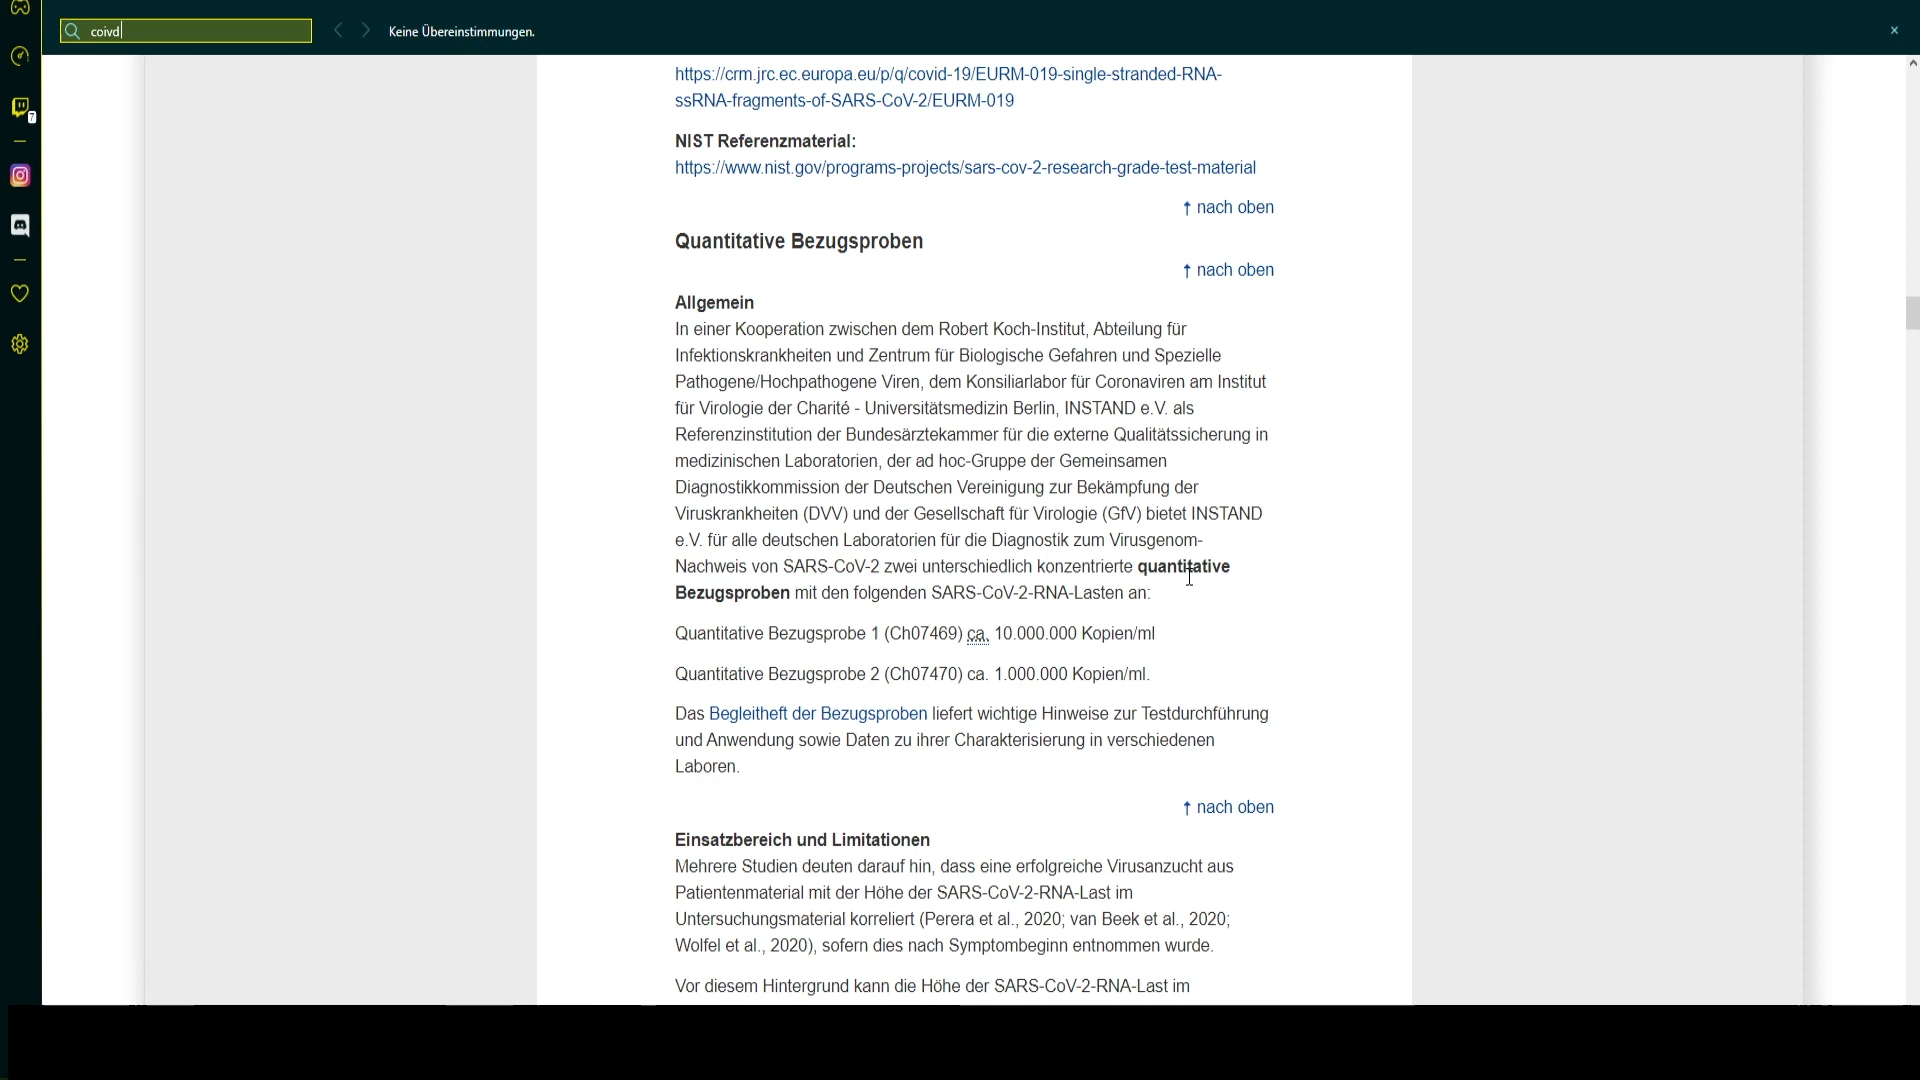 coivd
Keine Übereinstimmungen.
7
https://crm.jrc.ec.europa.eu/p/q/covid-19/EURM-019-single-stranded-RNA-
ssRNA-fragments-of-SARS-CoV-2/EURM-019
NIST Referenzmaterial:
https://www.nist.gov/programs-projects/sars-cov-2-research-grade-test-material
↑ nach oben
Quantitative Bezugsproben
↑ nach oben
Allgemein
In einer Kooperation zwischen dem Robert Koch-Institut, Abteilung für
Infektionskrankheiten und Zentrum für Biologische Gefahren und Spezielle
Pathogene/Hochpathogene Viren, dem Konsiliarlabor für Coronaviren am Institut
für Virologie der Charité - Universitätsmedizin Berlin, INSTAND e.V. als
Referenzinstitution der Bundesärztekammer für die externe Qualitätssicherung in
medizinischen Laboratorien, der ad hoc-Gruppe der Gemeinsamen
Diagnostikkommission der Deutschen Vereinigung zur Bekämpfung der
Viruskrankheiten (DVV) und der Gesellschaft für Virologie (GfV) bietet INSTAND
e.V. für alle deutschen Laboratorien für die Diagnostik zum Virusgenom-
Nachweis von SARS-CoV-2 zwei unterschiedlich konzentrierte quantitative
Bezugsproben mit den folgenden SARS-CoV-2-RNA-Lasten an:
Quantitative Bezugsprobe 1 (Ch07469) ca. 10.000.000 Kopien/ml
Quantitative Bezugsprobe 2 (Ch07470) ca. 1.000.000 Kopien/ml.
Das Begleitheft der Bezugsproben liefert wichtige Hinweise zur Testdurchführung
und Anwendung sowie Daten zu ihrer Charakterisierung in verschiedenen
Laboren.
↑ nach oben
Einsatzbereich und Limitationen
Mehrere Studien deuten darauf hin, dass eine erfolgreiche Virusanzucht aus
Patientenmaterial mit der Höhe der SARS-CoV-2-RNA-Last im
Untersuchungsmaterial korreliert (Perera et al., 2020; van Beek et al., 2020;
Wolfel et al., 2020), sofern dies nach Symptombeginn entnommen wurde.
Vor diesem Hintergrund kann die Höhe der SARS-CoV-2-RNA-Last im